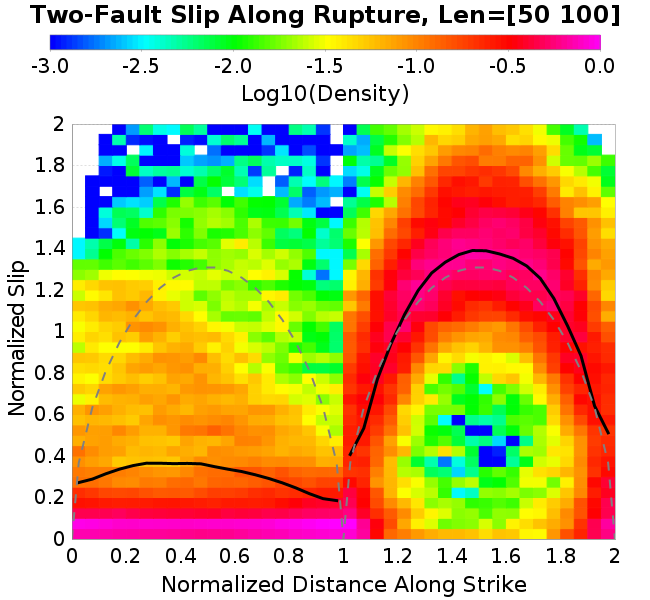 Two-Fault Slip Along Rupture, Len=[50 100]
-3.0 -2.5 -2.0 -1.5 -1.0 -0.5 0.0
Log10(Density)
2
1.8
1.6
1.4
1.2
1
0.8
0.6
0.4
0.2
0
Normalized Slip
0 0.2 0.4 0.6 0.8 1 1.2 1.4 1.6 1.8 2
Normalized Distance Along Strike